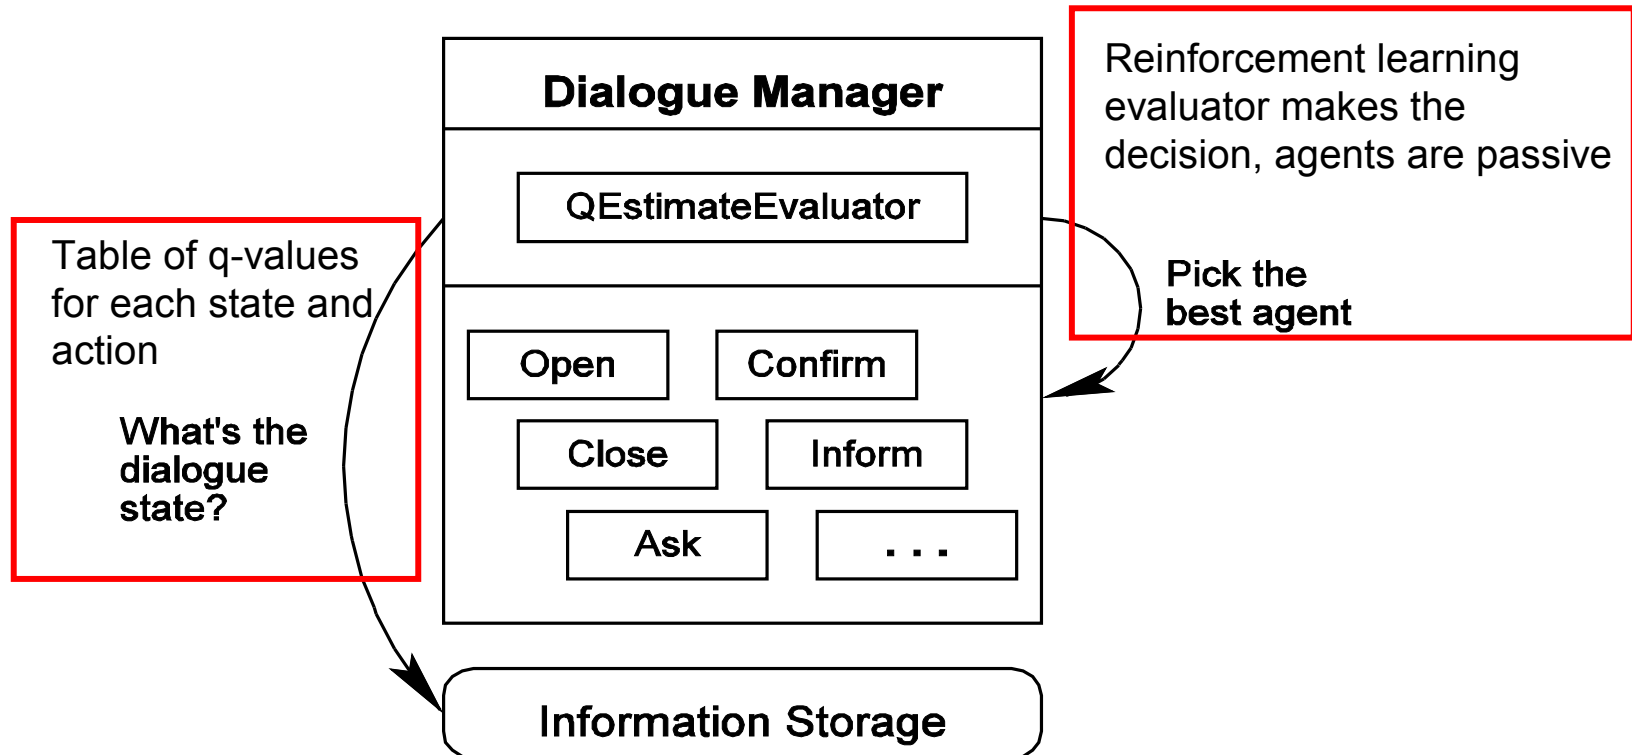 Dialogue Manager
QEstimateEvaluator
Reinforcement learning
evaluator makes the
decision, agents are passive
Pick the
best agent
Table of q-values
for each state and
action
What's the
dialogue
state?
Open
Confirm
Close
Inform
Ask
...
Information Storage